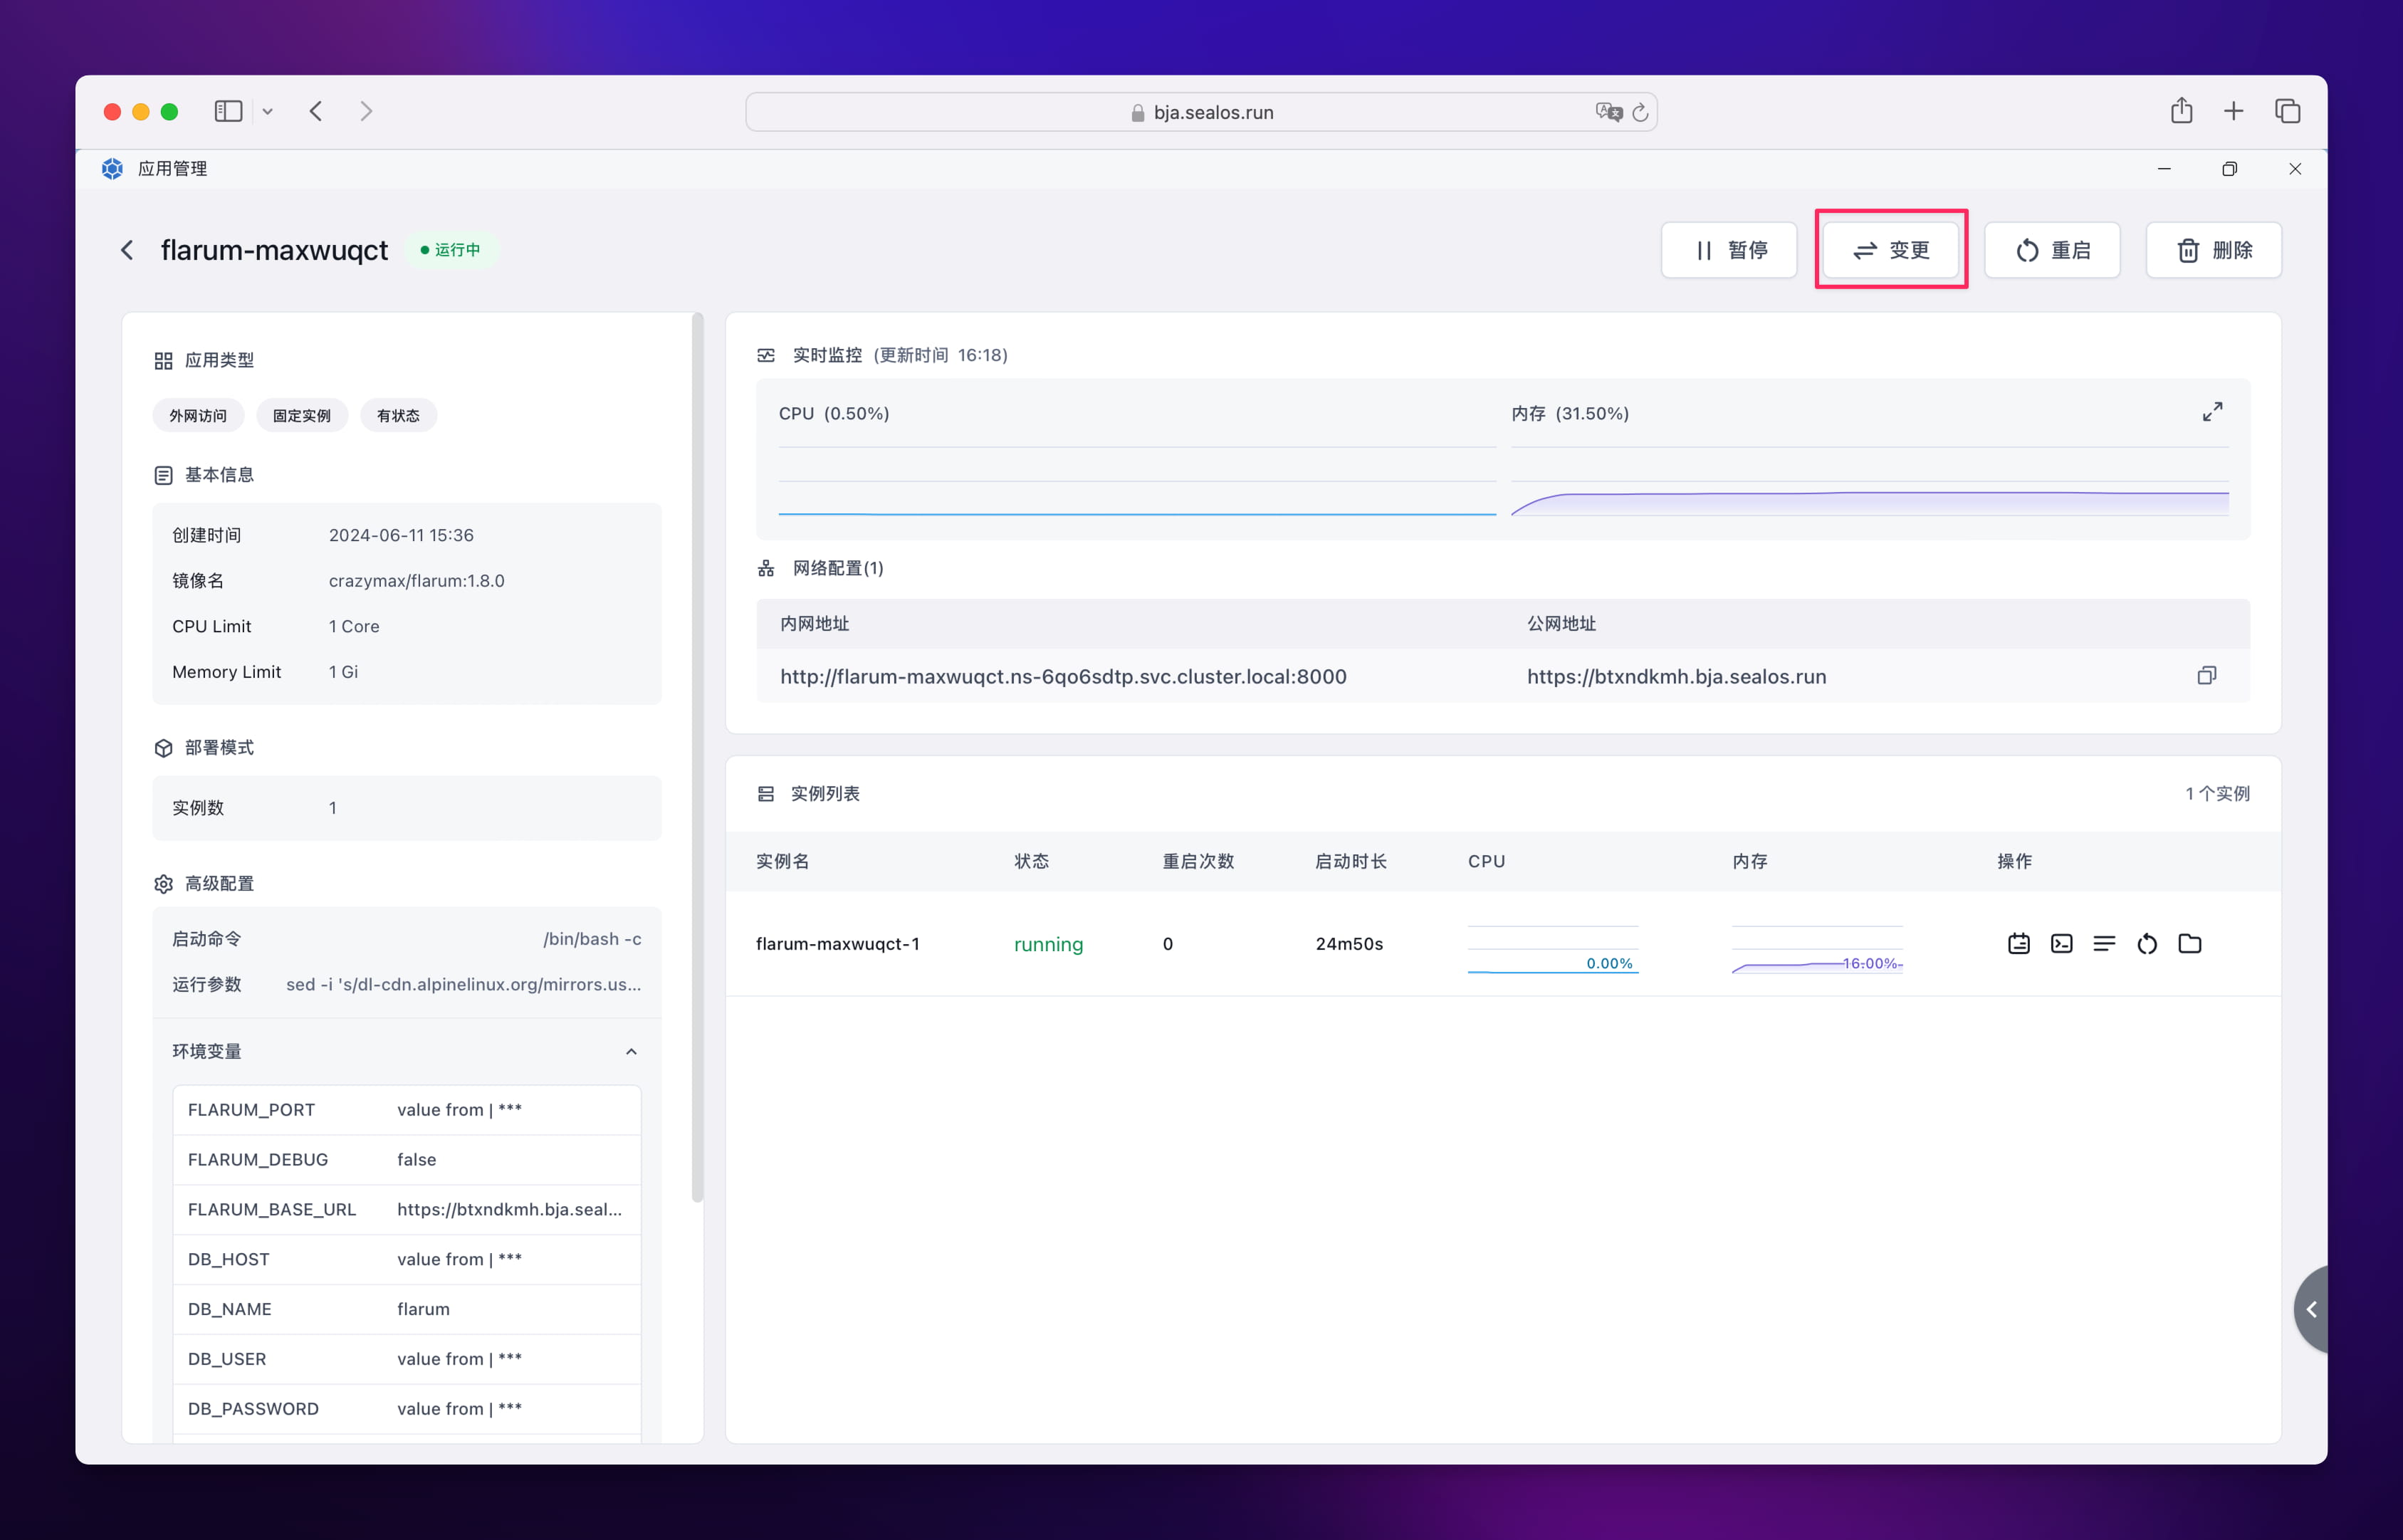 bja.sealos.run
应用管理
flarum-maxwuqct
运行中
暂停
变更
重启
删除
应用类型
外网访问
固定实例
有状态
基本信息
创建时间 2024-06-11 15:36
镜像名 crazymax/flarum:1.8.0
CPU Limit 1 Core
Memory Limit 1 Gi
部署模式
实例数 1
高级配置
启动命令 /bin/bash -c
运行参数 sed -i 's/dl-cdn.alpinelinux.org/mirrors.us...
环境变量
FLARUM_PORT value from | ***
FLARUM_DEBUG false
FLARUM_BASE_URL https://btxndkmh.bja.seal...
DB_HOST value from | ***
DB_NAME flarum
DB_USER value from | ***
DB_PASSWORD value from | ***
实时监控 (更新时间 16:18)
CPU (0.50%)
内存 (31.50%)
网络配置(1)
内网地址 公网地址
http://flarum-maxwuqct.ns-6qo6sdtp.svc.cluster.local:8000 https://btxndkmh.bja.sealos.run
实例列表 1 个实例
实例名 状态 重启次数 启动时长 CPU 内存 操作
flarum-maxwuqct-1 running 0 24m50s 0.00% 16.00%